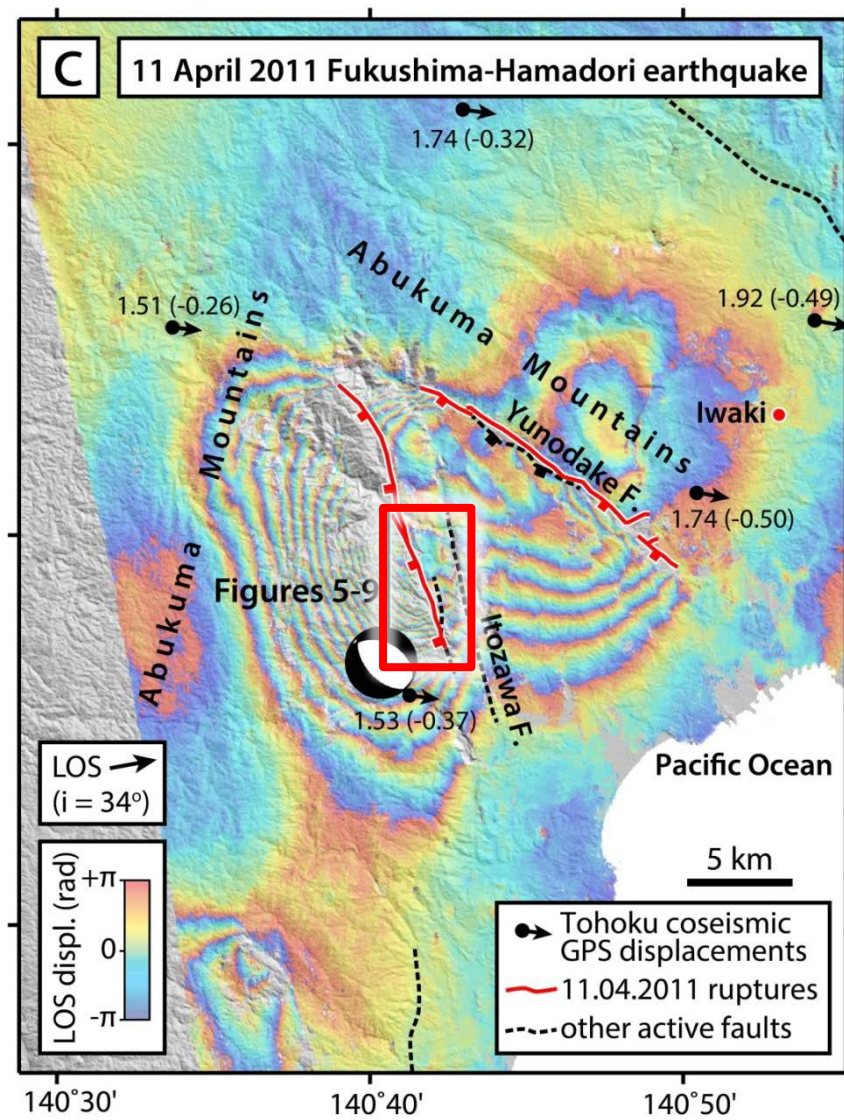 C
11 April 2011 Fukushima-Hamadori earthquake
1.74 (-0.32)
Abukuma
Mountains
1.51 (-0.26)
1.92 (-0.49)
Mountains
Iwaki
Yunodake F.
1.74 (-0.50)
Abukuma
Figures 5-9
Itozawa F.
1.53 (-0.37)
LOS
(i = 34º)
Pacific Ocean
5 km
LOS displ. (rad)
+π
0
-π
Tohoku coseismic
GPS displacements
11.04.2011 ruptures
other active faults
140°30'
140°40'
140°50'